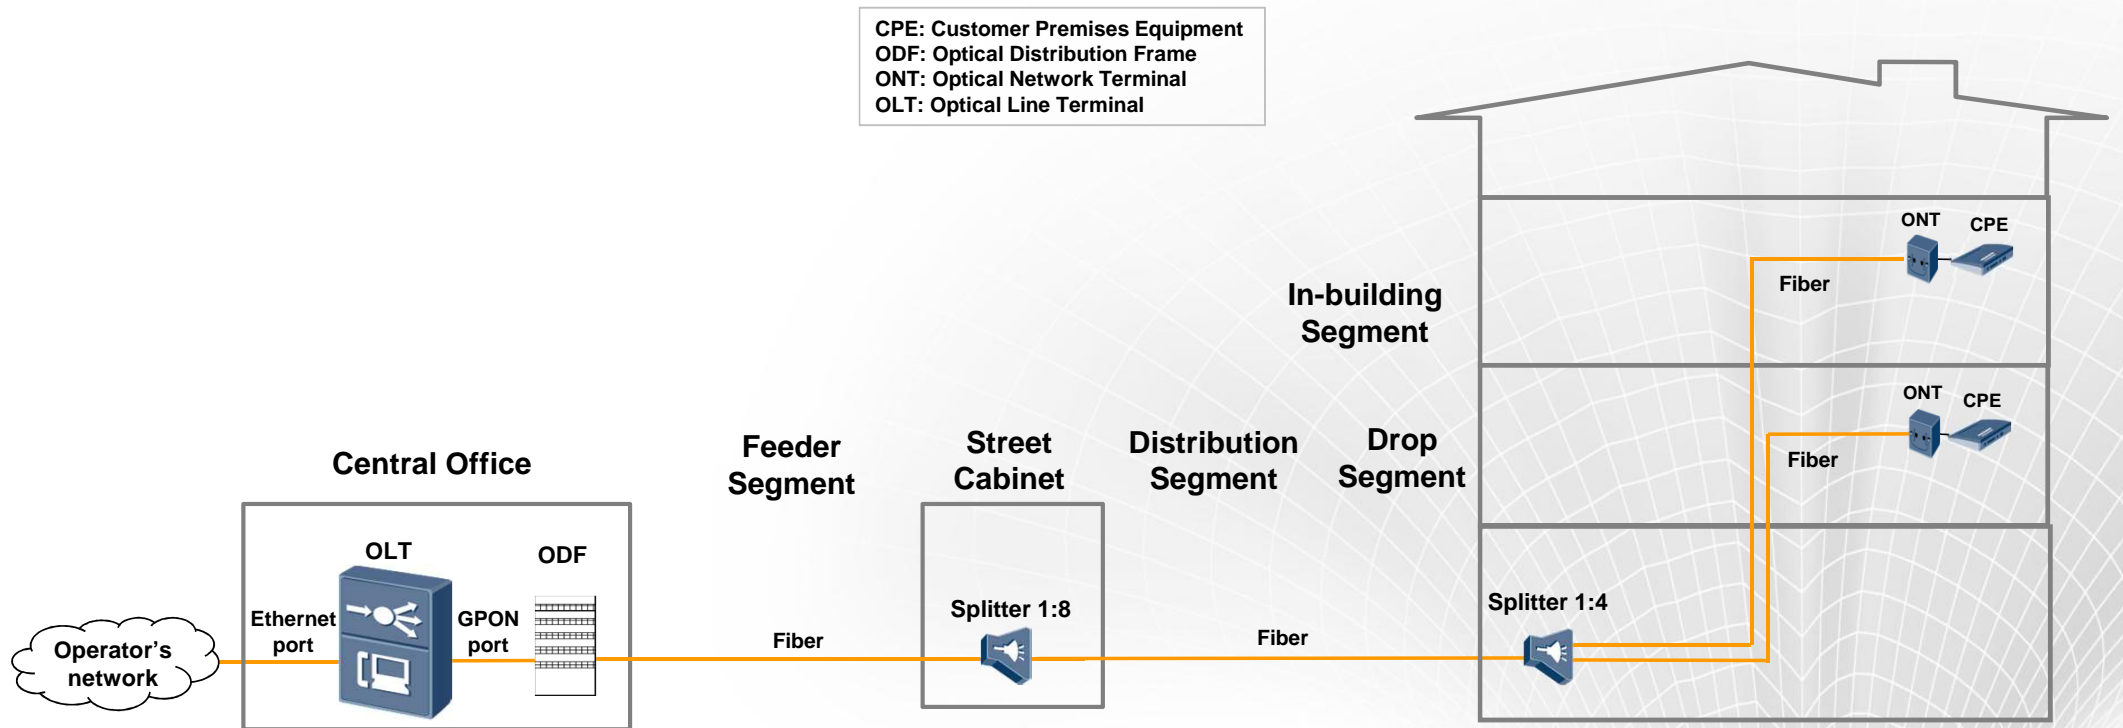 CPE: Customer Premises Equipment
ODF: Optical Distribution Frame
ONT: Optical Network Terminal
OLT: Optical Line Terminal
ONT
CPE
Fiber
In-building
Segment
ONT
CPE
Fiber
Central Office
Feeder
Segment
Street
Cabinet
Distribution
Segment
Drop
Segment
OLT
ODF
Ethernet
port
GPON
port
Operator’s
network
Fiber
Splitter 1:8
Fiber
Splitter 1:4